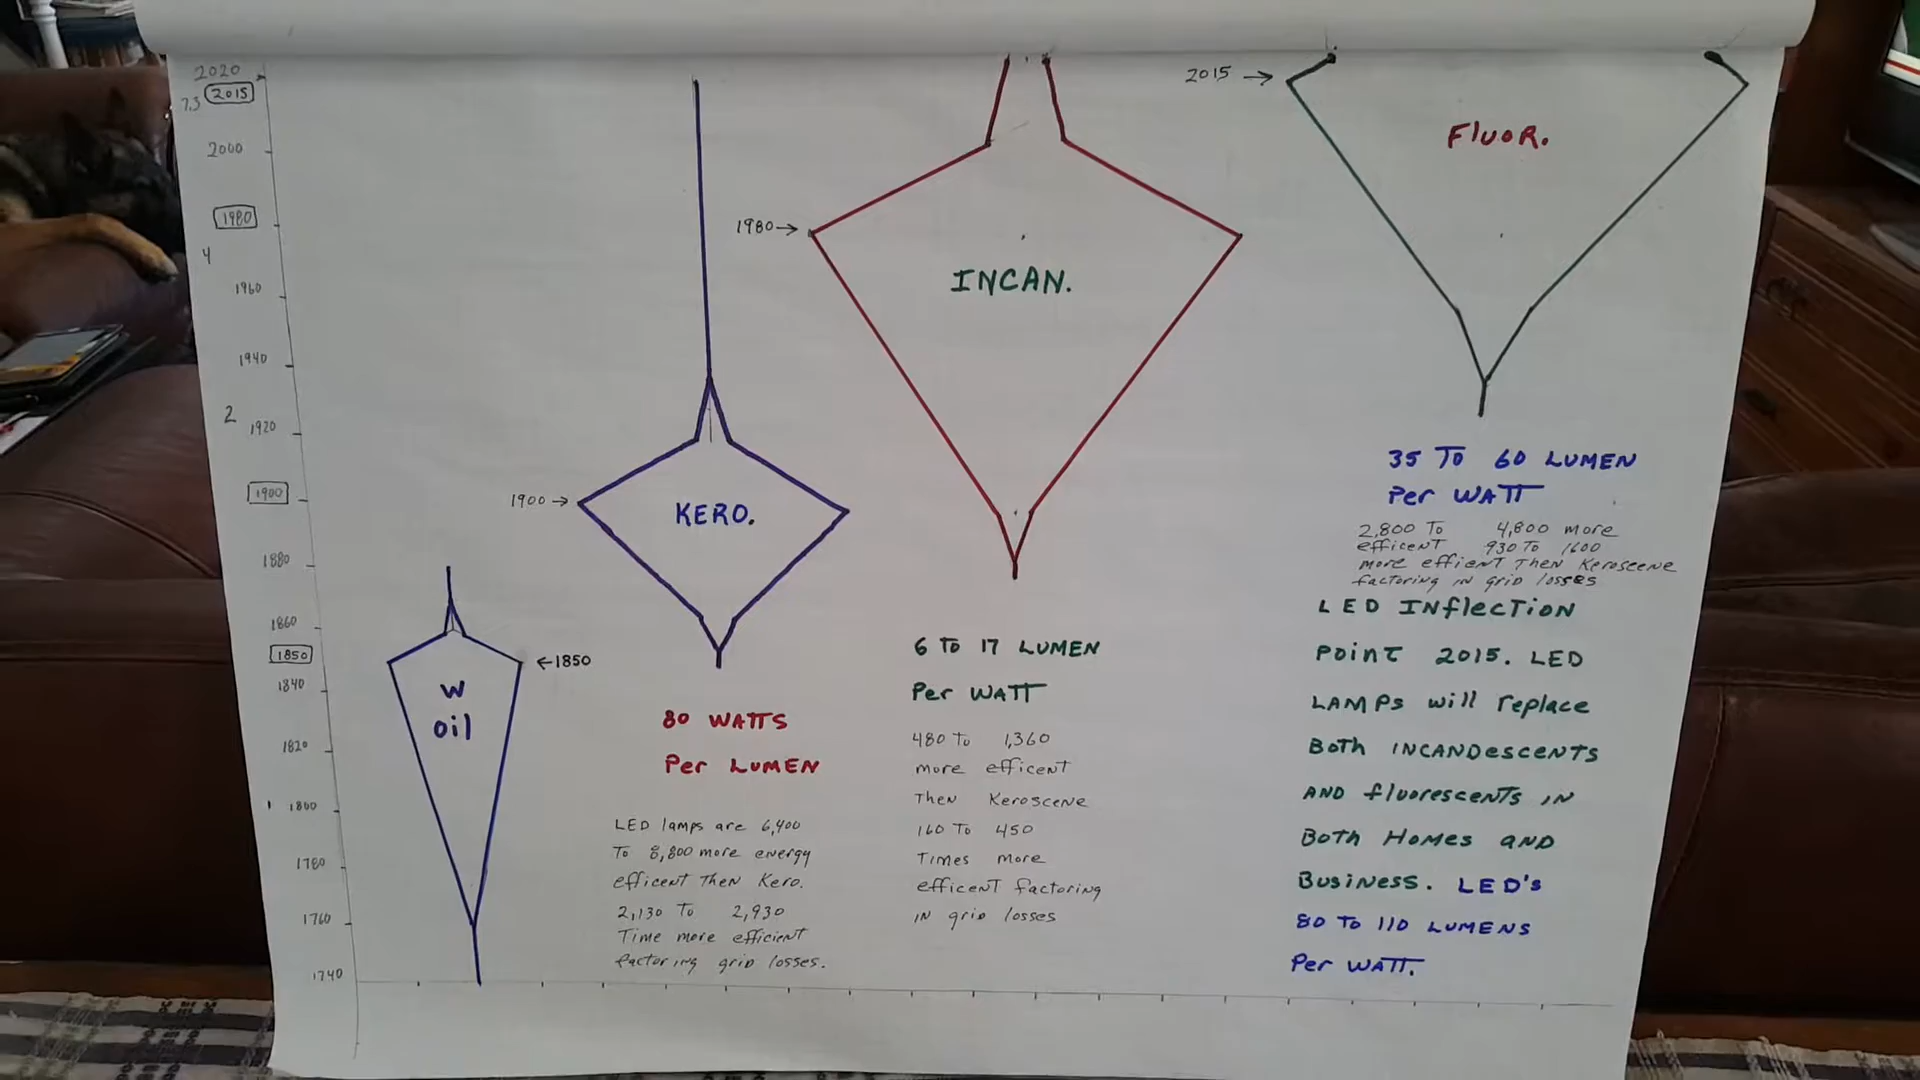 2020
7.3 2015
2000
1980
4
1960
1940
2
1920
1900
1880
1860
1850
1840
1820
1800
1780
1760
1740
W
oil
←1850
1900→
KERO.
80 WATTS
Per LUMEN
LED lamps are 6,400
To 8,800 more energy
efficent Then Kero.
2,130 To 2,930
Time more efficient
factoring grid losses.
1980→
INCAN.
6 To 17 LUMEN
Per WATT
480 To 1,360
more efficent
Then Keroscene
160 To 450
Times more
efficent factoring
IN grid losses
2015 →
FLUOR.
35 To 60 LUMEN
Per WATT
2,800 To 4,800 more
efficent 930 To 1600
more effient Then Keroscene
factoring in grid losses
LED INflection
Point 2015. LED
LAMPs will replace
Both INCANdescents
AND fluorescents IN
Both Homes AND
Business. LED's
80 To 110 LUMENS
Per WATT.